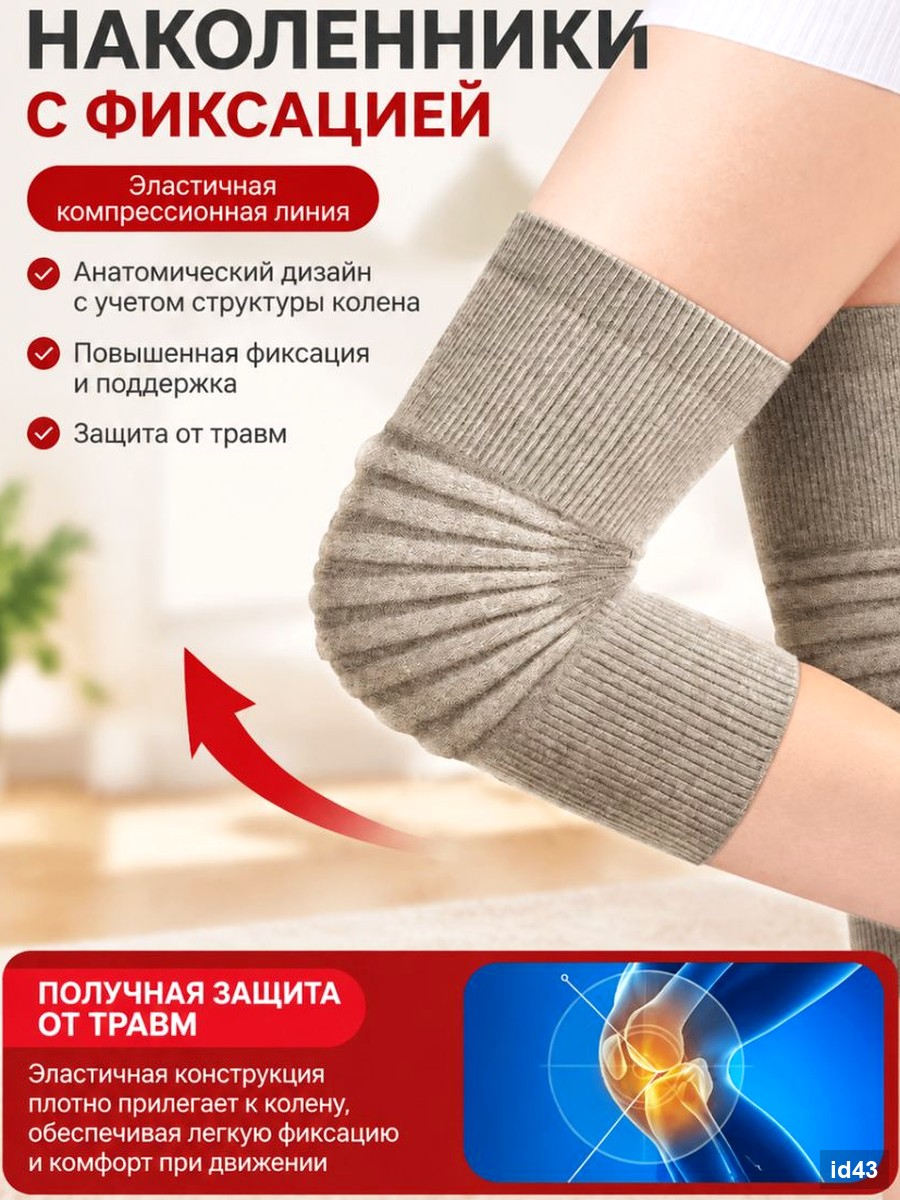 НАКОЛЕННИКИ
С ФИКСАЦИЕЙ
Эластичная
компрессионная линия
Анатомический дизайн
с учетом структуры колена
Повышенная фиксация
и поддержка
Защита от травм
ПОЛУЧНАЯ ЗАЩИТА
ОТ ТРАВМ
Эластичная конструкция
плотно прилегает к колену,
обеспечивая легкую фиксацию
и комфорт при движении
id43